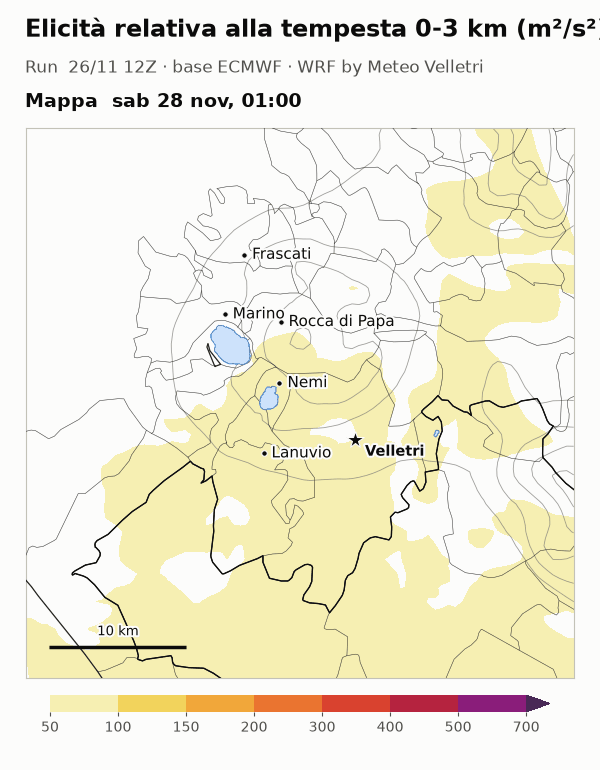 Elicità relativa alla tempesta 0-3 km (m²/s²)
Run  26/11 12Z · base ECMWF · WRF by Meteo Velletri
Mappa  sab 28 nov, 01:00
Frascati
Marino
Rocca di Papa
Nemi
Lanuvio
Velletri
10 km
50 100 150 200 300 400 500 700